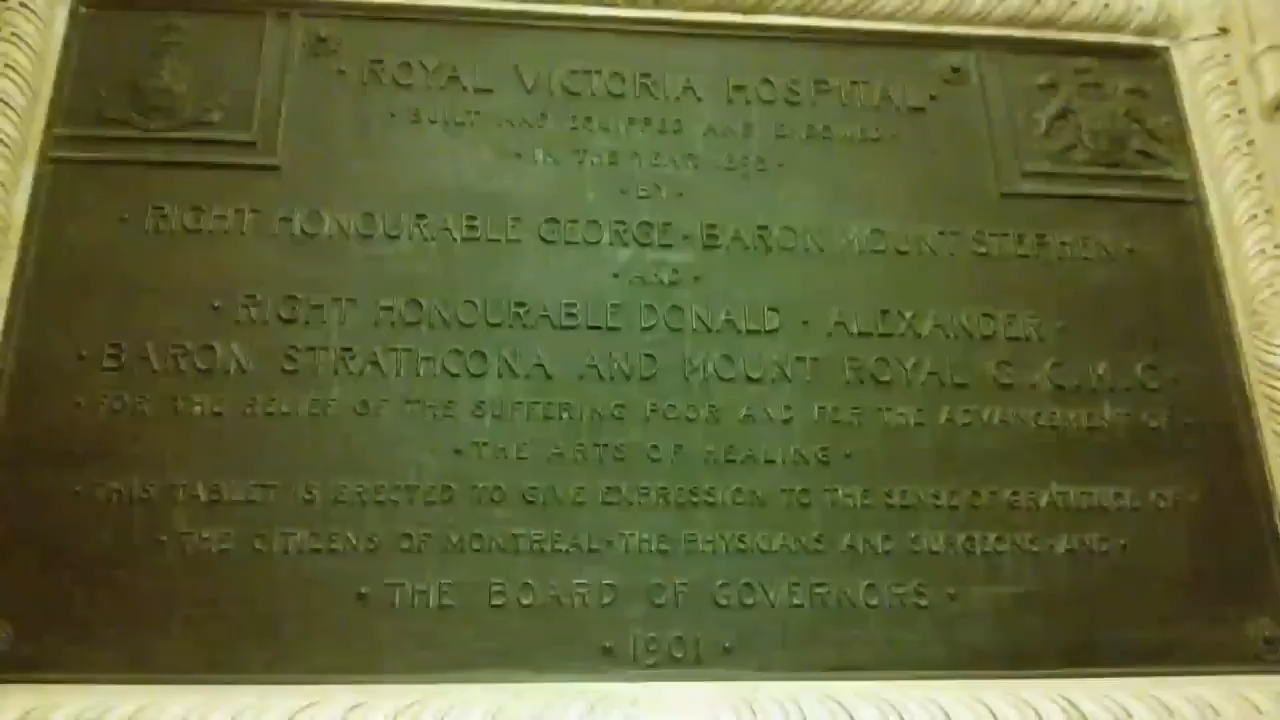 · ROYAL VICTORIA HOSPITAL ·
· BUILT AND EQUIPPED AND ENDOWED ·
· IN THE YEAR ·
· BY ·
· RIGHT HONOURABLE GEORGE · BARON MOUNT STEPHEN ·
· AND ·
· RIGHT HONOURABLE DONALD · ALEXANDER ·
· BARON STRATHCONA AND MOUNT ROYAL G.C.M.G ·
· FOR THE RELIEF OF THE SUFFERING POOR AND FOR THE ADVANCEMENT OF ·
· THE ARTS OF HEALING ·
· THIS TABLET IS ERECTED TO GIVE EXPRESSION TO THE SENSE OF GRATITUDE OF ·
· THE CITIZENS OF MONTREAL · THE PHYSICIANS AND SURGEONS · AND ·
· THE BOARD OF GOVERNORS ·
· 1901 ·